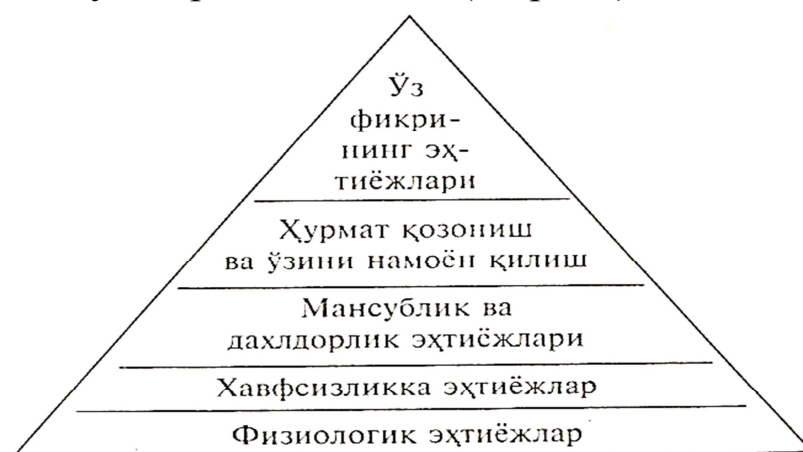 Ўз
фикри-
нинг эҳ-
тиёжлари
Ҳурмат қозониш
ва ўзини намоён қилиш
Мансублик ва
дахлдорлик эҳтиёжлари
Хавфсизликка эҳтиёжлар
Физиологик эҳтиёжлар